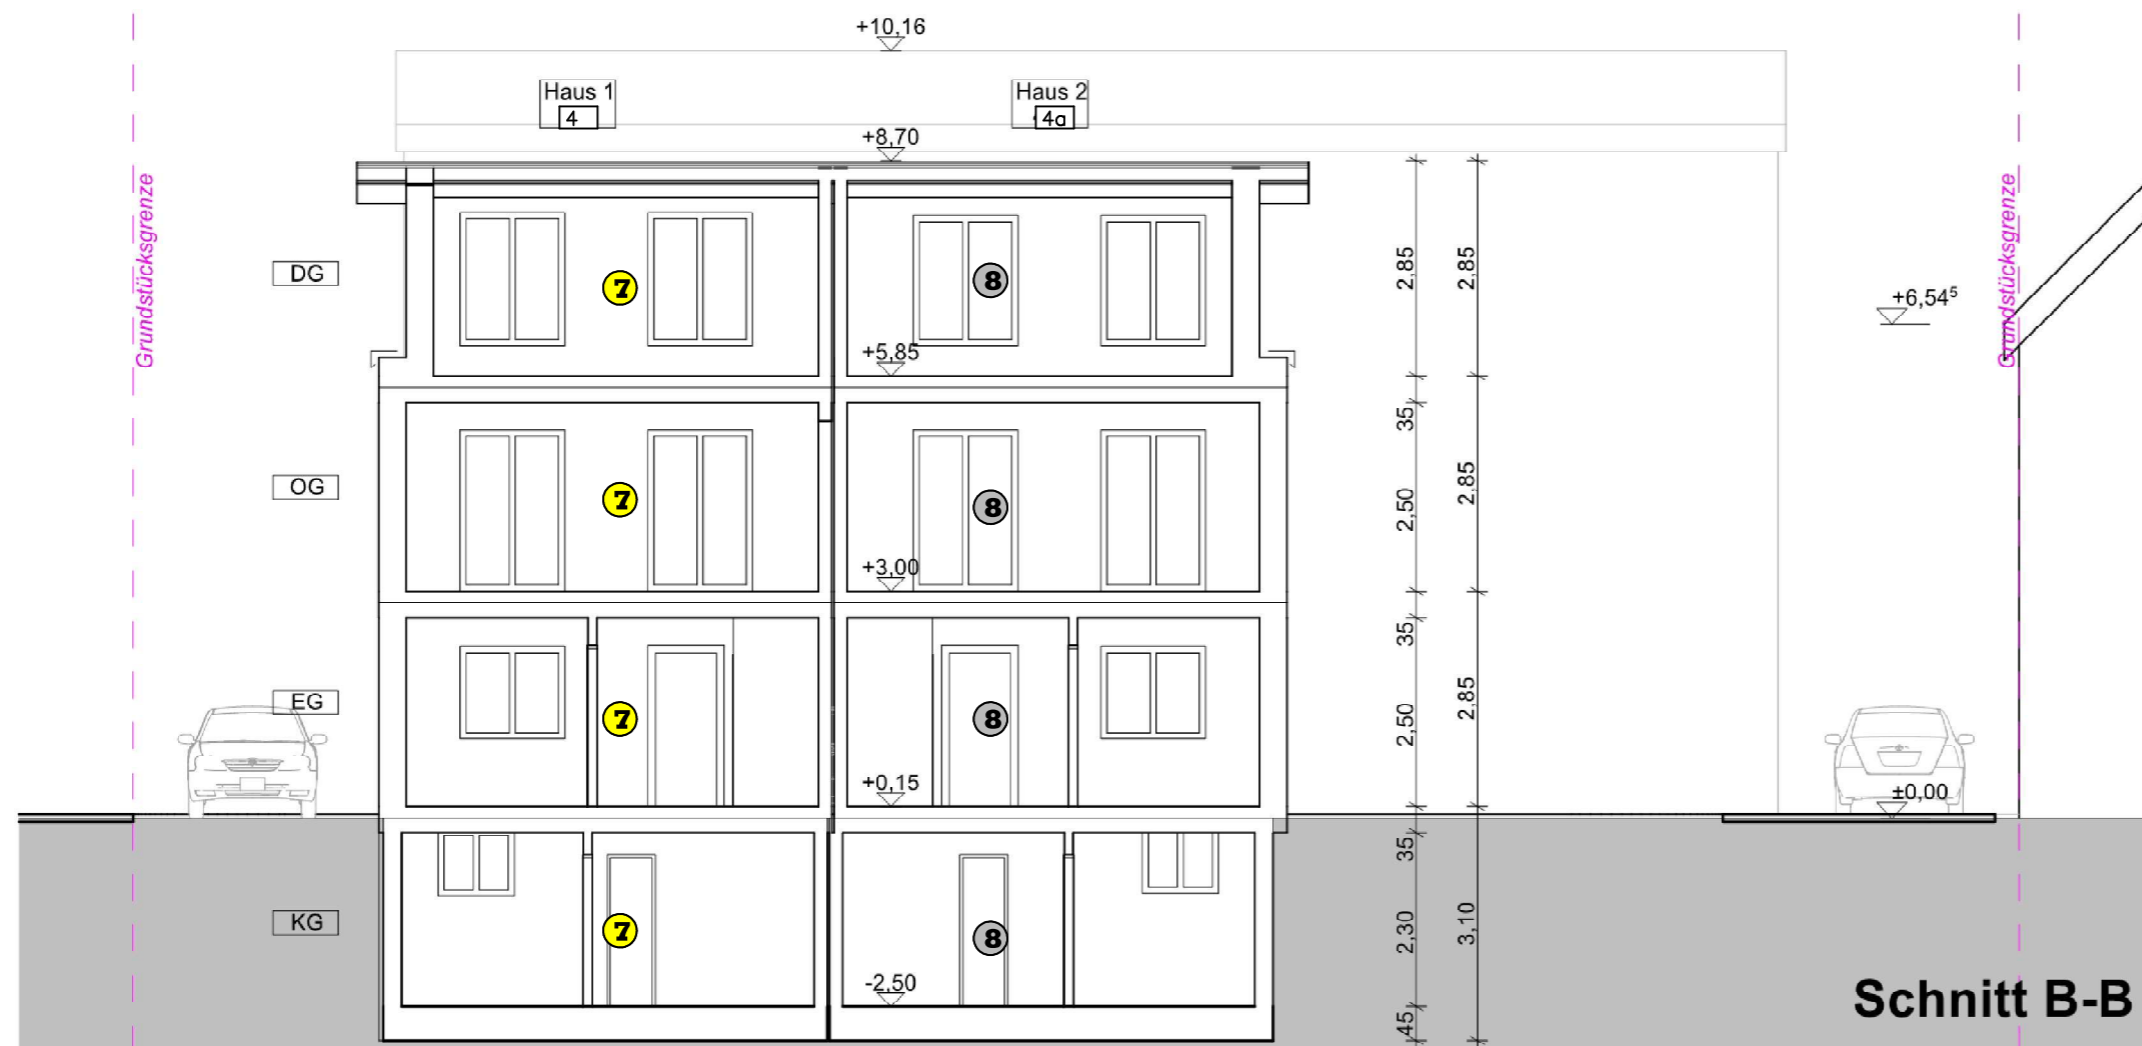 +10,16
Haus 1
4
Haus 2
4a
+8,70
Grundstücksgrenze
Grundstücksgrenze
DG
7
8
2,85
2,85
+6,54⁵
+5,85
35
OG
7
8
2,50
2,85
+3,00
35
EG
7
8
2,50
2,85
+0,15
±0,00
35
KG
7
8
2,30
3,10
-2,50
45
Schnitt B-B